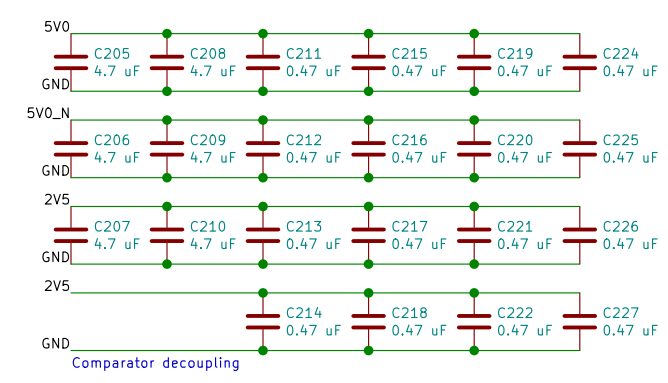 5V0
C205 C208 C211 C215 C219 C224
4.7 uF 4.7 uF 0.47 uF 0.47 uF 0.47 uF 0.47 uF
GND
5V0_N
C206 C209 C212 C216 C220 C225
4.7 uF 4.7 uF 0.47 uF 0.47 uF 0.47 uF 0.47 uF
GND
2V5
C207 C210 C213 C217 C221 C226
4.7 uF 4.7 uF 0.47 uF 0.47 uF 0.47 uF 0.47 uF
GND
2V5
C214 C218 C222 C227
0.47 uF 0.47 uF 0.47 uF 0.47 uF
GND
Comparator decoupling